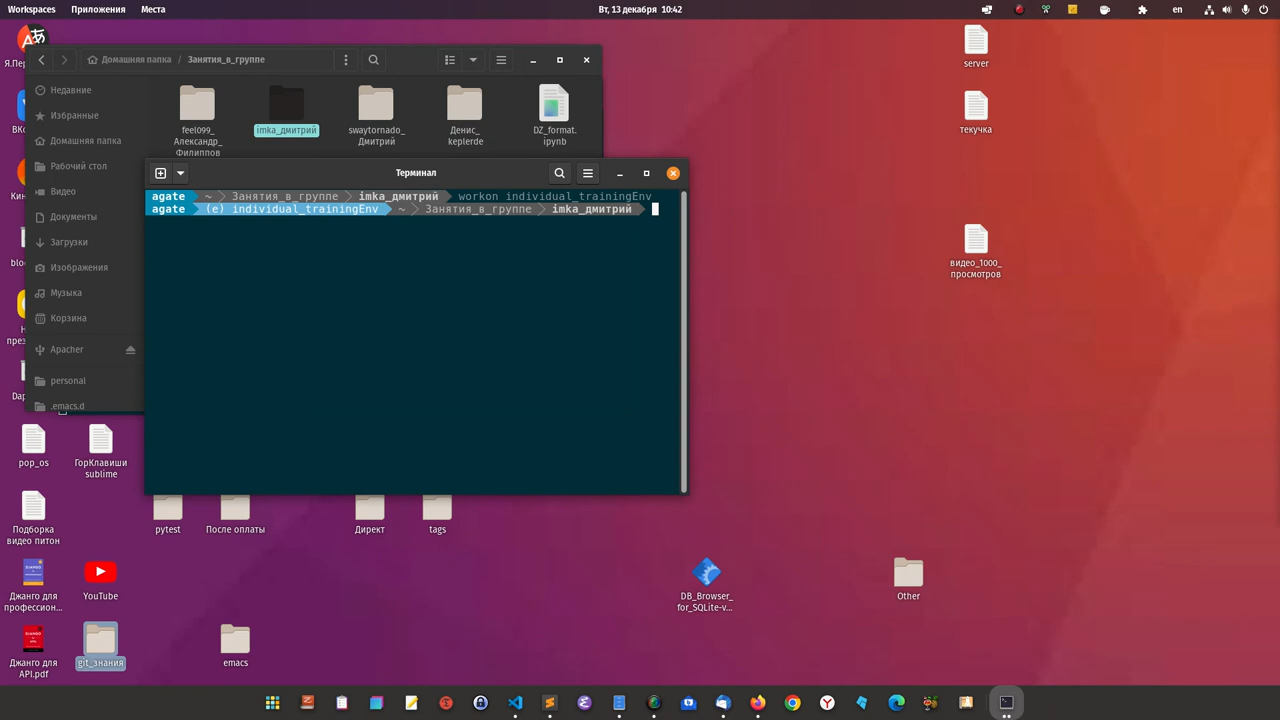 Workspaces Приложения Места
Вт, 13 декабря 10:42
en
Домашняя папка / Занятия_в_группе
Недавние
Избранные
Домашняя папка
Рабочий стол
Видео
Документы
Загрузки
Изображения
Музыка
Корзина
Apacher
personal
.emacs.d
feel099_
Александр_
Филиппов
imka_дмитрий
swaytornado_
Дмитрий
Денис_
keplerde
DZ_format.
ipynb
Терминал
agate ~ Занятия_в_группе imka_дмитрий workon individual_trainingEnv
agate (e) individual_trainingEnv ~ Занятия_в_группе imka_дмитрий
server
текучка
видео_1000_
просмотров
pop_os
ГорКлавиши
sublime
Подборка
видео питон
pytest
После оплаты
Директ
tags
Джанго для
профессион...
YouTube
DB_Browser_
for_SQLite-v...
Other
Джанго для
API.pdf
git_знания
emacs